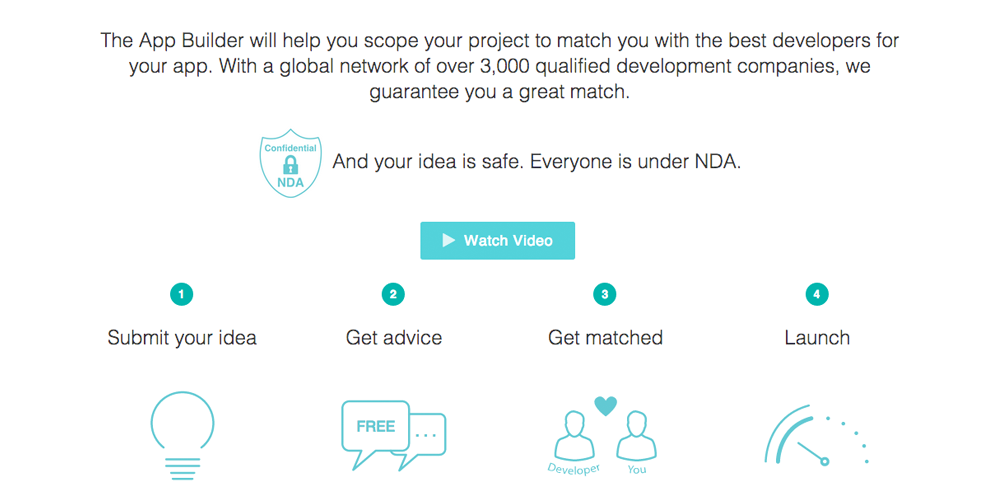 The App Builder will help you scope your project to match you with the best developers for
your app. With a global network of over 3,000 qualified development companies, we
guarantee you a great match.
Confidential
NDA
And your idea is safe. Everyone is under NDA.
Watch Video
1
Submit your idea
2
Get advice
3
Get matched
4
Launch
FREE
...
Developer
You